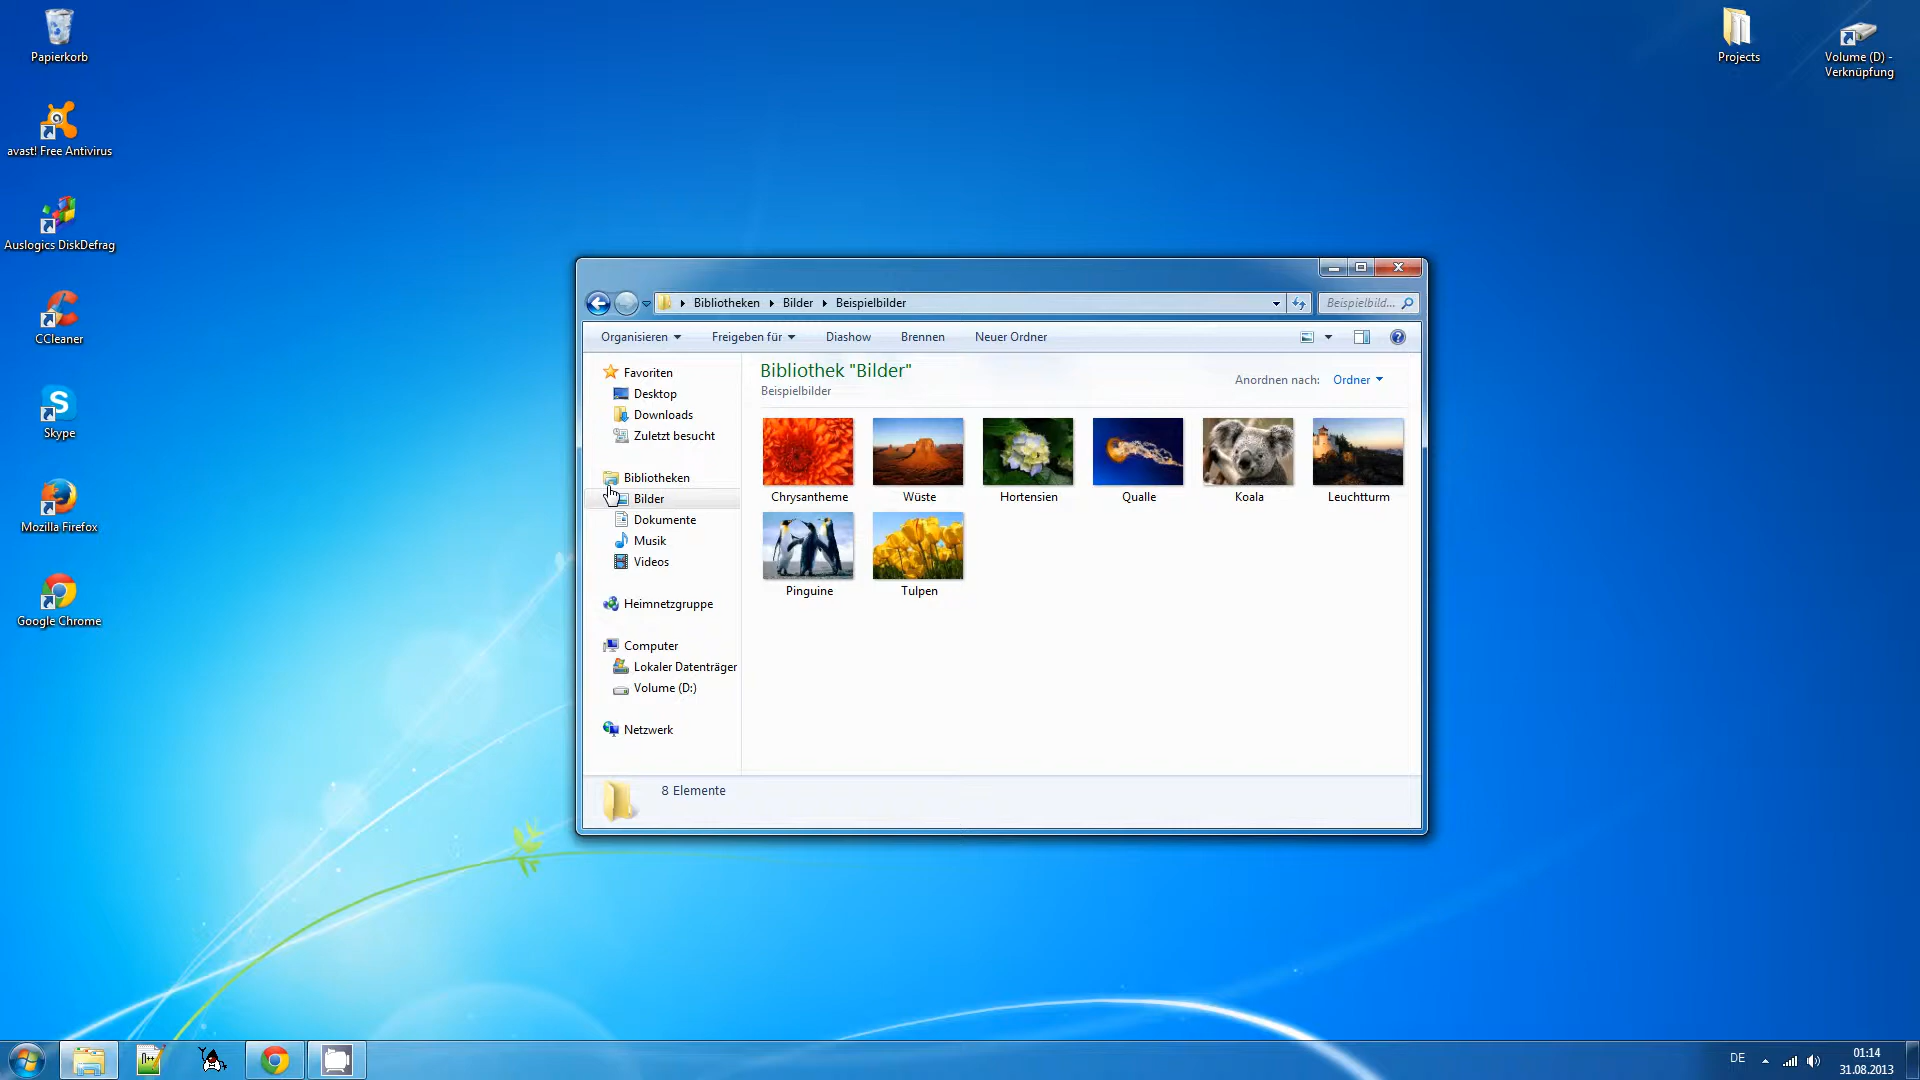 Papierkorb
avast! Free Antivirus
Auslogics DiskDefrag
CCleaner
Skype
Mozilla Firefox
Google Chrome
Projects
Volume (D) -
Verknüpfung
Bibliotheken Bilder Beispielbilder
Beispielbild...
Organisieren Freigeben für Diashow Brennen Neuer Ordner
Favoriten
Desktop
Downloads
Zuletzt besucht
Bibliotheken
Bilder
Dokumente
Musik
Videos
Heimnetzgruppe
Computer
Lokaler Datenträger
Volume (D:)
Netzwerk
Bibliothek "Bilder"
Beispielbilder
Anordnen nach: Ordner
Chrysantheme Wüste Hortensien Qualle Koala Leuchtturm
Pinguine Tulpen
8 Elemente
DE
01:14
31.08.2013